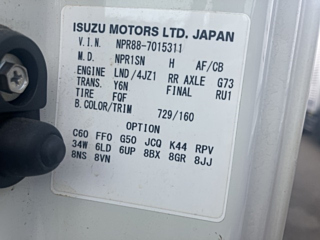 ISUZU MOTORS LTD. JAPAN
V.I.N. NPR88-7015311
M.D. NPR1SN H AF/CB
ENGINE LND/4JZ1 RR AXLE G73
TRANS. Y6N FINAL RU1
TIRE FQF
B.COLOR/TRIM 729/160
OPTION
C60 FF0 G50 JCQ K44 RPV
34W 6LD 6UP 8BX 8GR 8JJ
8NS 8VN